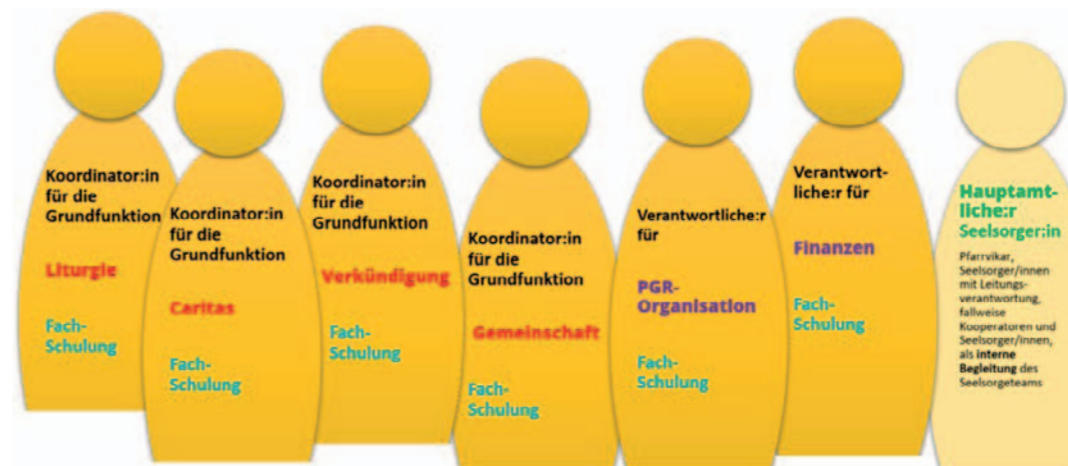 Koordinator:in
für die
Grundfunktion
Liturgie
Fach-
Schulung
Koordinator:in
für die
Grundfunktion
Caritas
Fach-
Schulung
Koordinator:in
für die
Grundfunktion
Verkündigung
Fach-
Schulung
Koordinator:in
für die
Grundfunktion
Gemeinschaft
Fach-
Schulung
Verantwortliche:r
für
PGR-
Organisation
Fach-
Schulung
Verantwort-
liche:r für
Finanzen
Fach-
Schulung
Hauptamt-
liche:r
Seelsorger:in
Pfarrvikar,
Seelsorger/innen
mit Leitungs-
verantwortung,
fallweise
Kooperatoren und
Seelsorger/innen,
als interne
Begleitung des
Seelsorgeteams